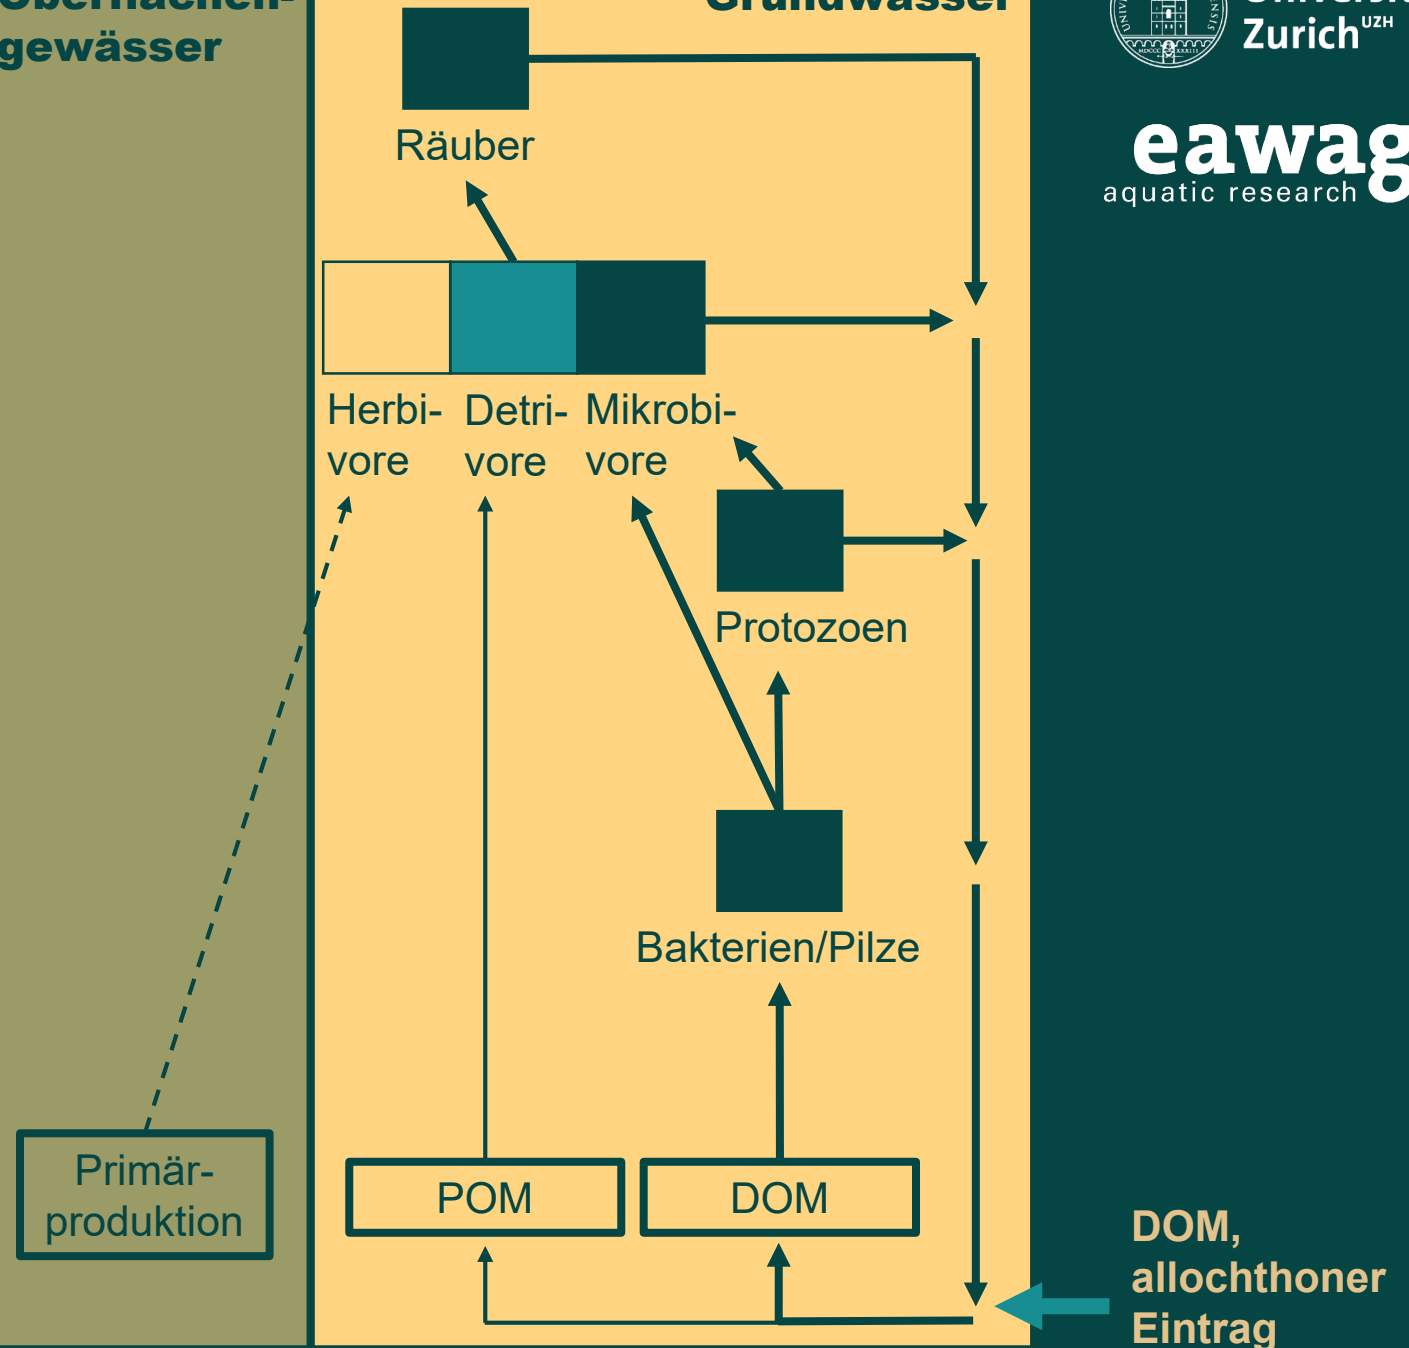 gewässer
Grundwasser
Zurich UZH
eawag
aquatic research
Räuber
Herbi-
vore
Detri-
vore
Mikrobi-
vore
Protozoen
Bakterien/Pilze
Primär-
produktion
POM
DOM
DOM,
allochthoner
Eintrag